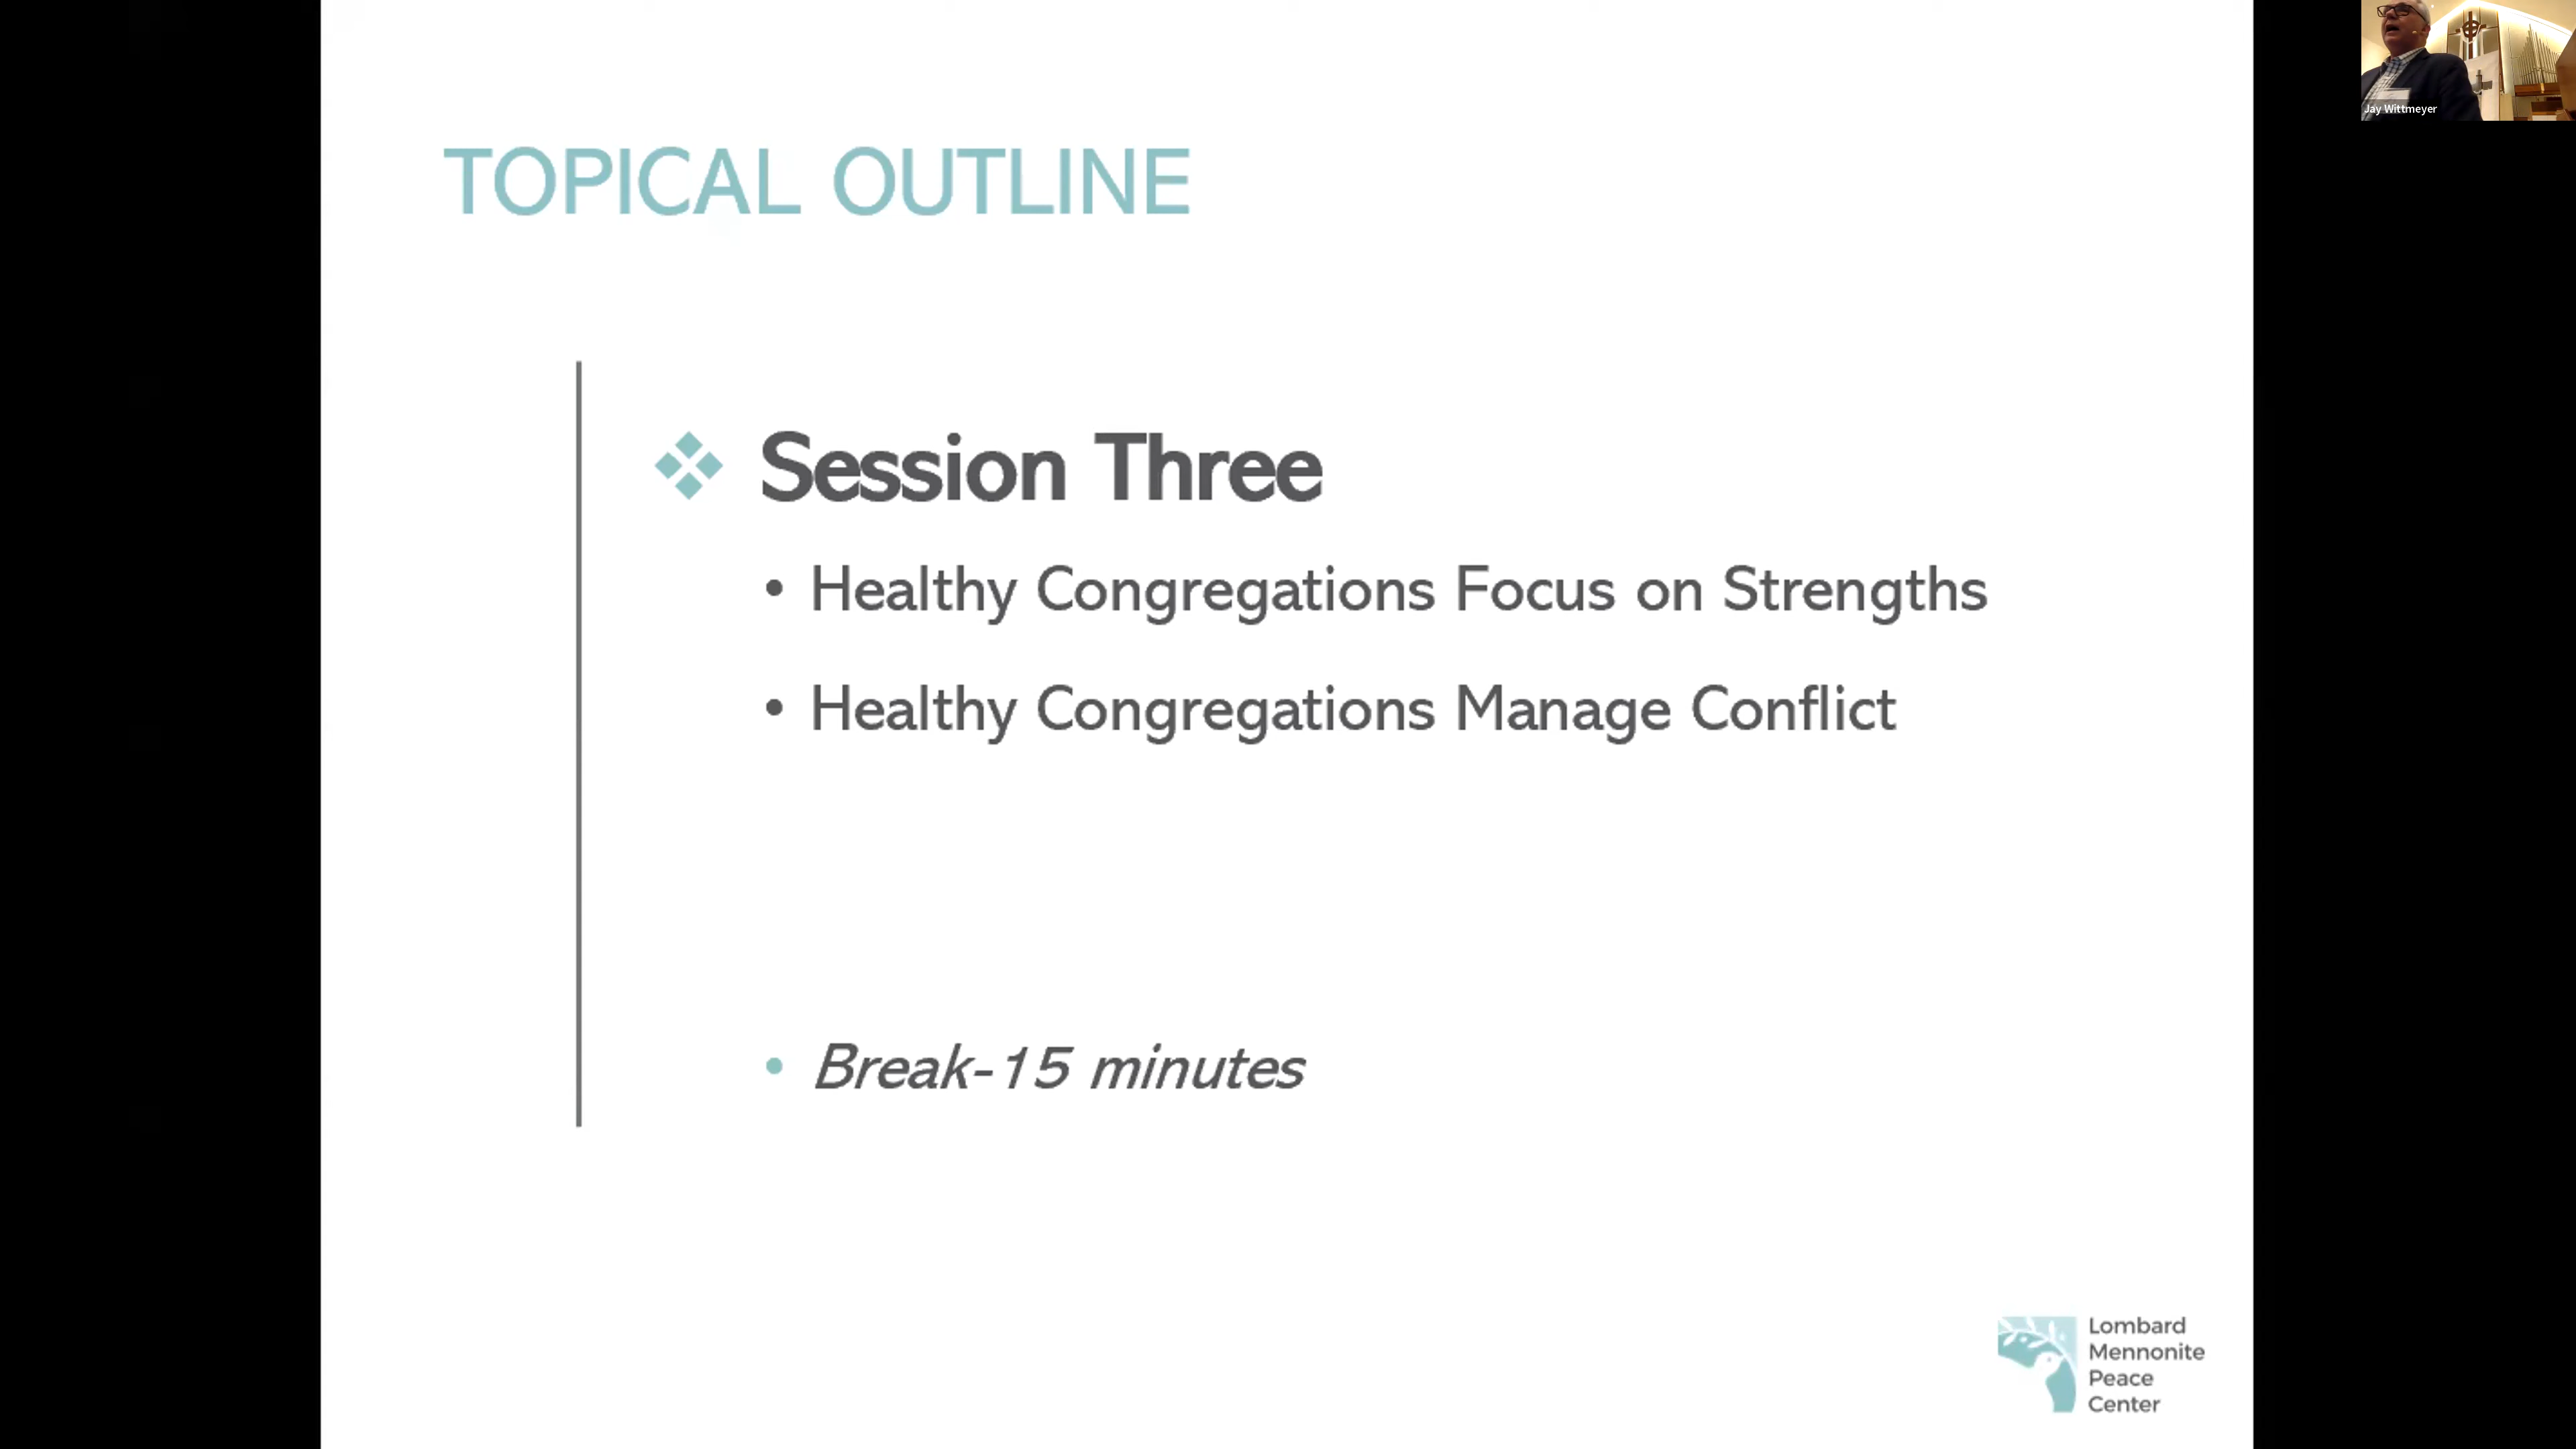 Jay Wittmeyer
TOPICAL OUTLINE
Session Three
• Healthy Congregations Focus on Strengths
• Healthy Congregations Manage Conflict
• Break-15 minutes
Lombard
Mennonite
Peace
Center